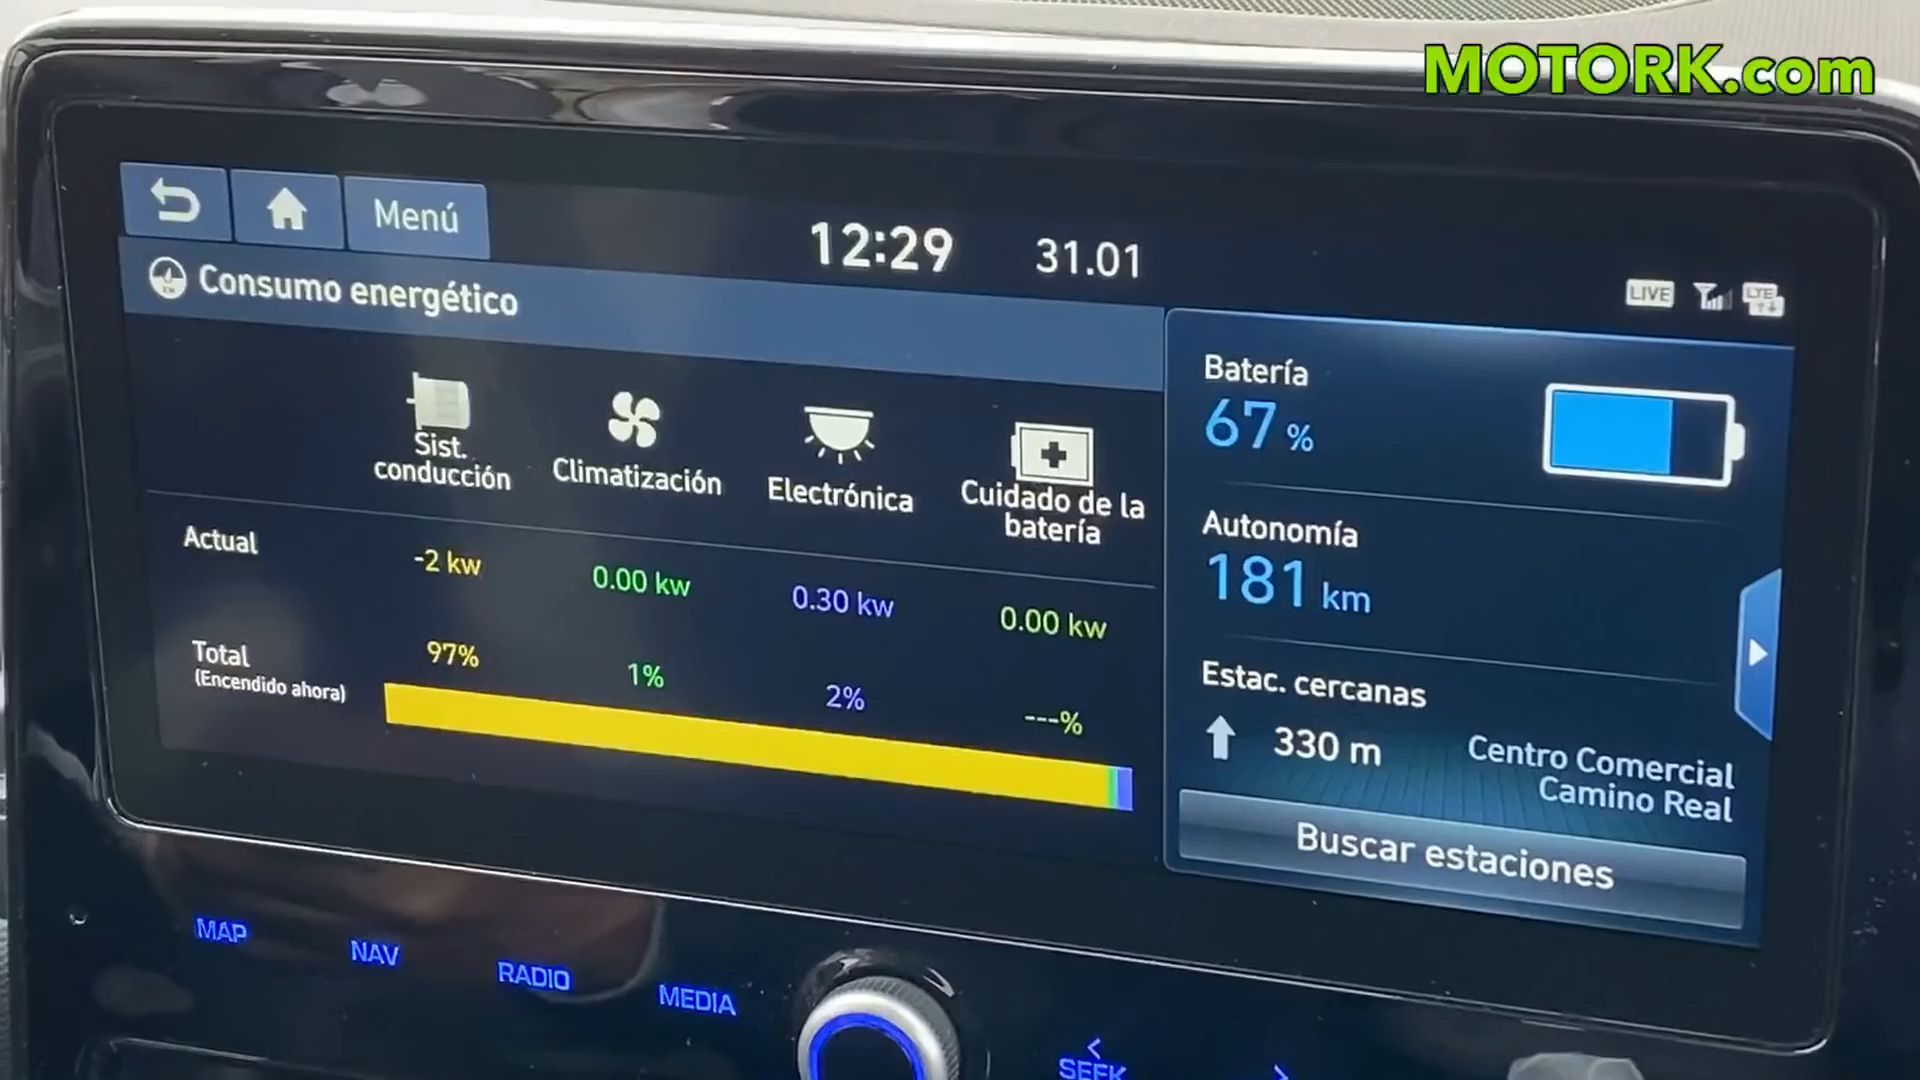 MOTORK.com
Menú
12:29
31.01
LIVE
LTE
Consumo energético
Sist.
conducción
Climatización
Electrónica
Cuidado de la
batería
Actual
-2 kw
0.00 kw
0.30 kw
0.00 kw
Total
(Encendido ahora)
97%
1%
2%
---%
Batería
67 %
Autonomía
181 km
Estac. cercanas
330 m
Centro Comercial
Camino Real
Buscar estaciones
MAP
NAV
RADIO
MEDIA
< SEEK
>